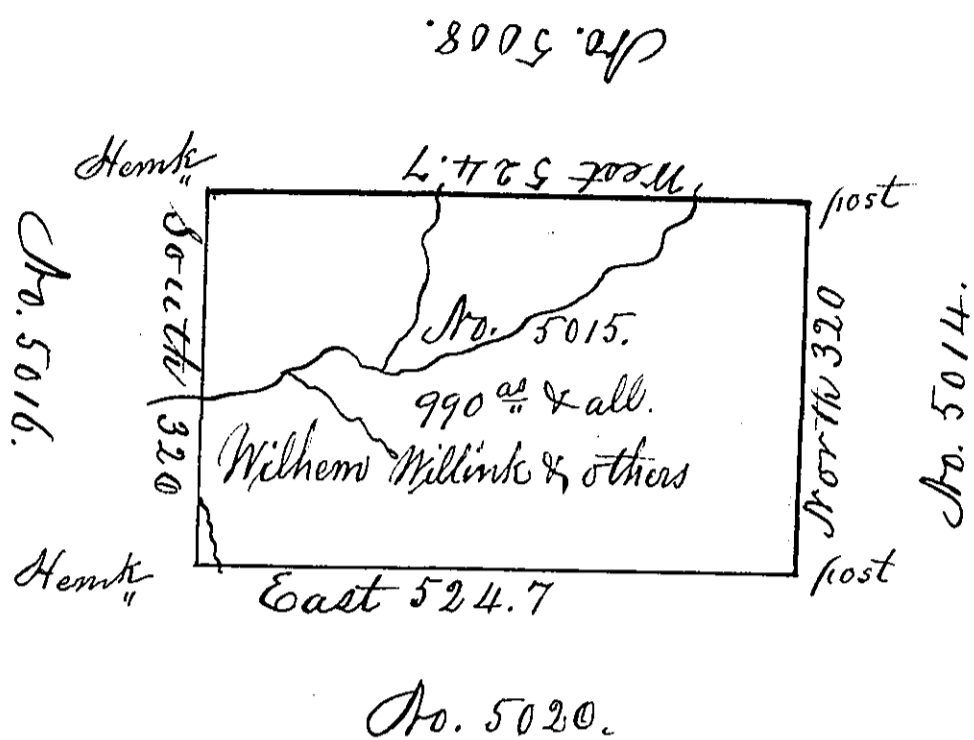 No. 5008.
West 524.7
Hemk
post
South 320
No. 5016.
No. 5015.
990 as & all.
Wilhem Willink & others
North 320
No. 5014.
Hemk
post
East 524.7
No. 5020.